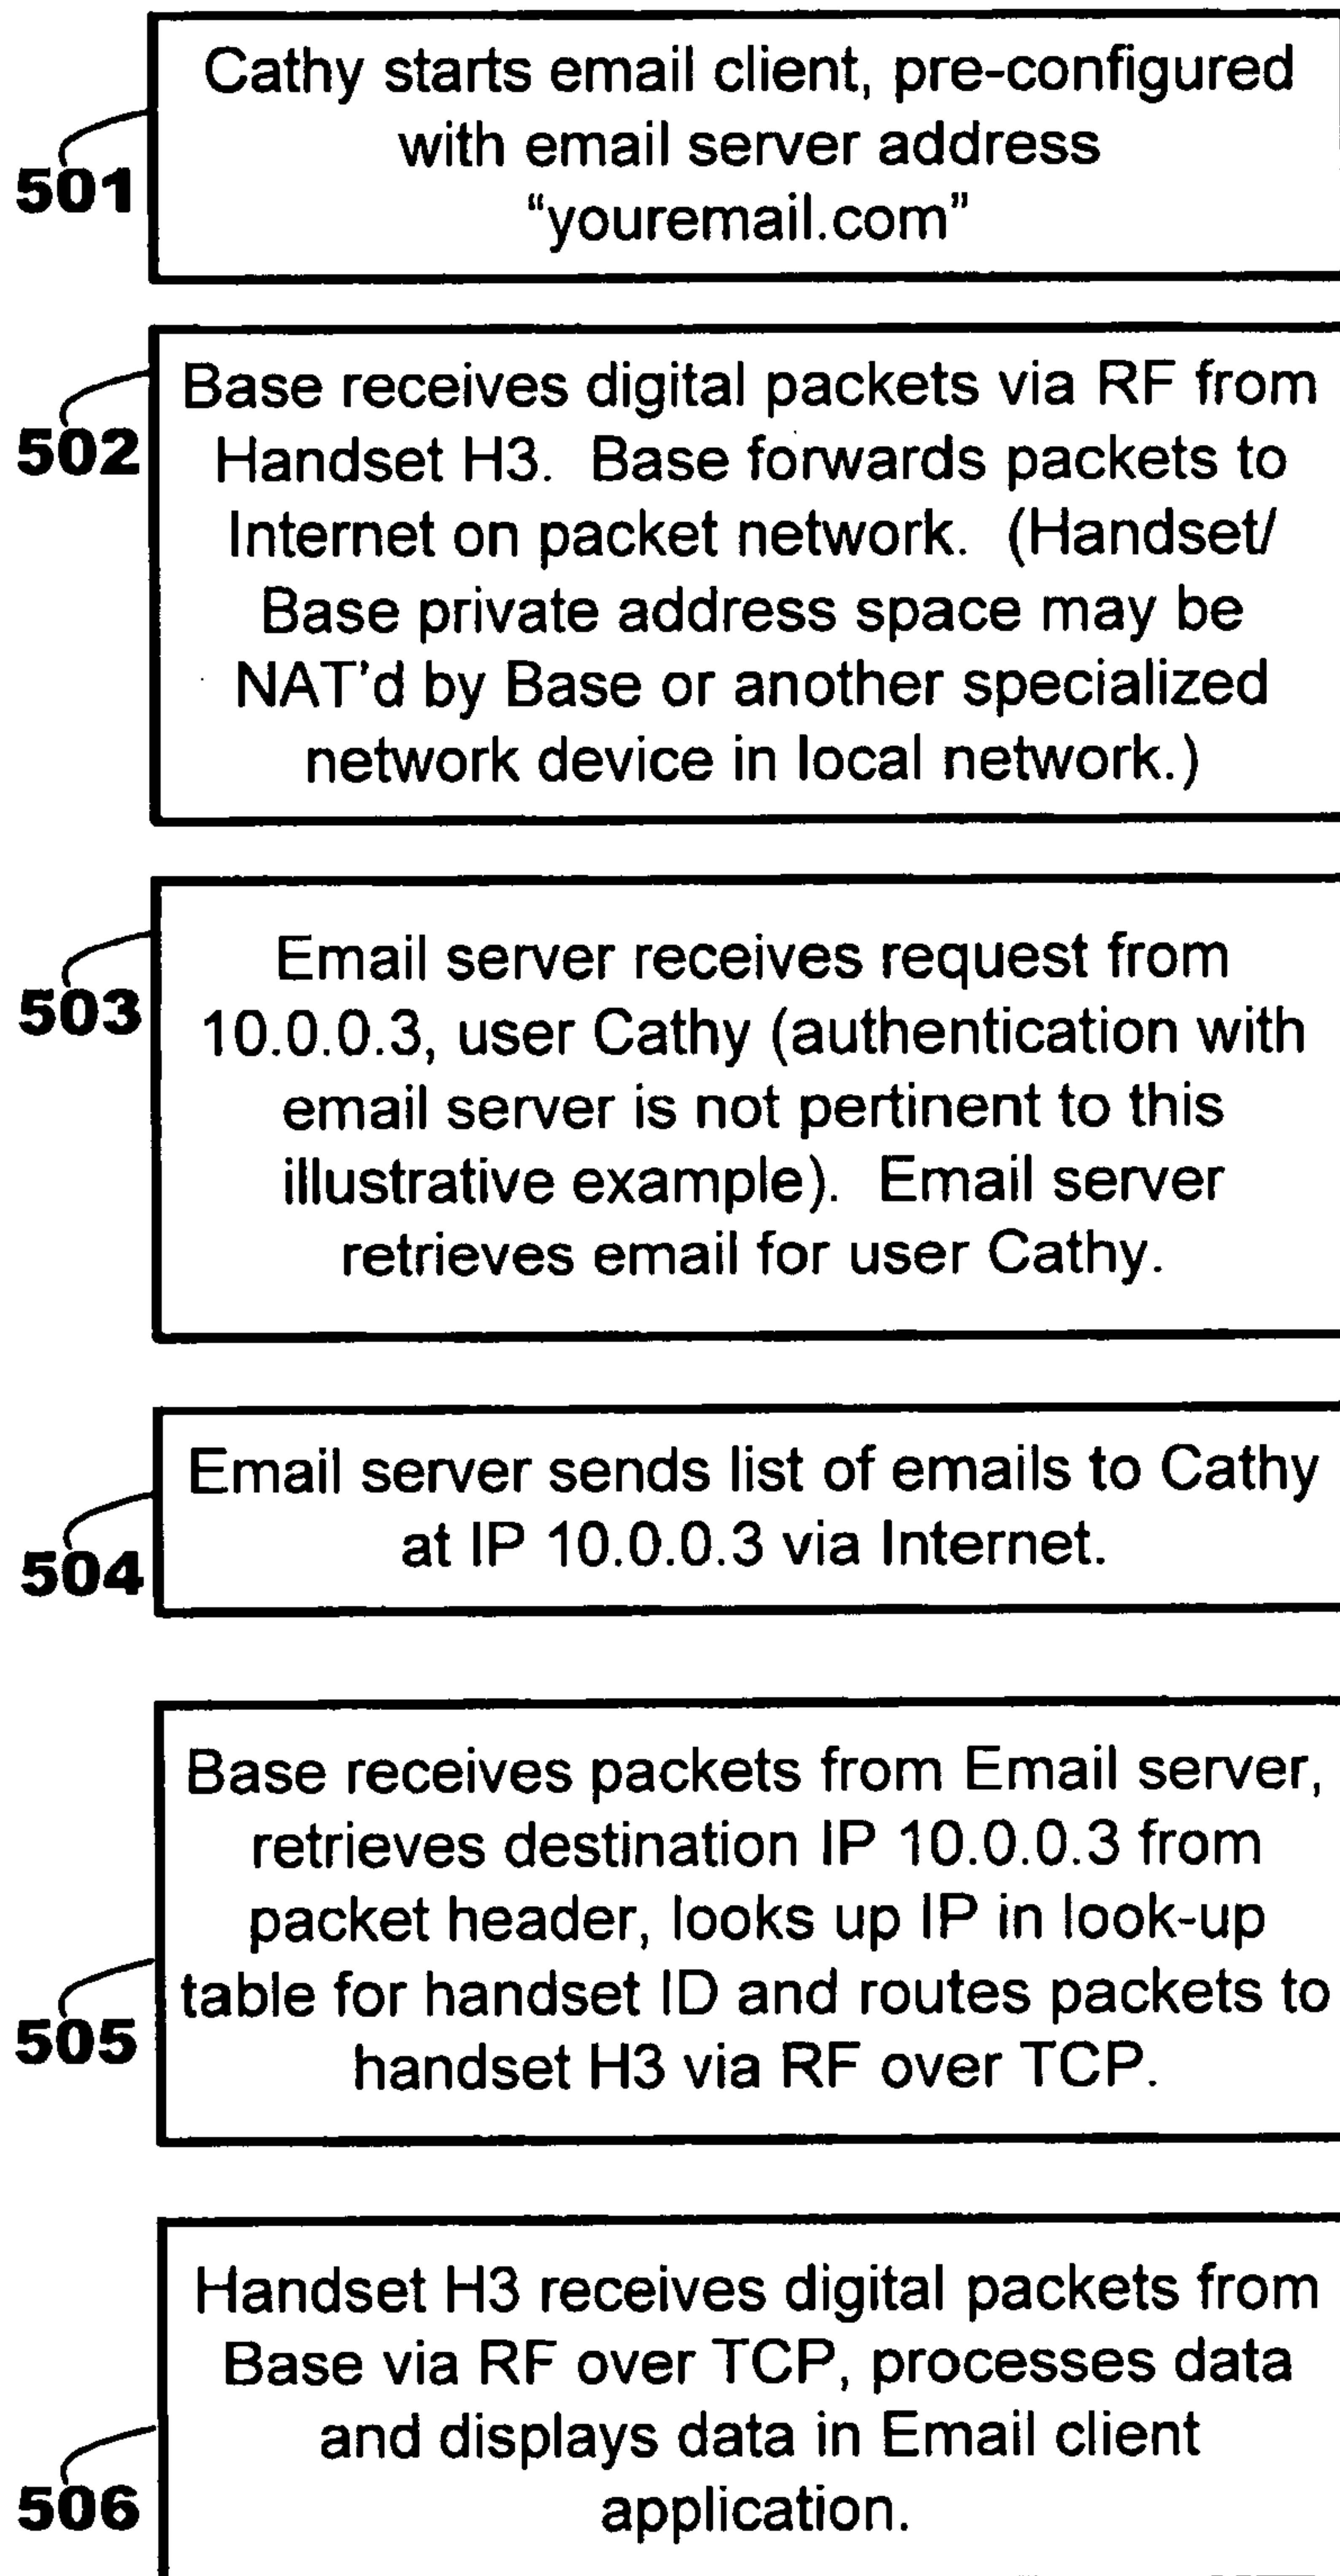 Cathy starts email client, pre-configured
with email server address
“youremail.com”
501
Base receives digital packets via RF from
Handset H3. Base forwards packets to
Internet on packet network. (Handset/
Base private address space may be
NAT’d by Base or another specialized
network device in local network.)
502
Email server receives request from
10.0.0.3, user Cathy (authentication with
email server is not pertinent to this
illustrative example). Email server
retrieves email for user Cathy.
503
Email server sends list of emails to Cathy
at IP 10.0.0.3 via Internet.
504
Base receives packets from Email server,
retrieves destination IP 10.0.0.3 from
packet header, looks up IP in look-up
table for handset ID and routes packets to
handset H3 via RF over TCP.
505
Handset H3 receives digital packets from
Base via RF over TCP, processes data
and displays data in Email client
application.
506